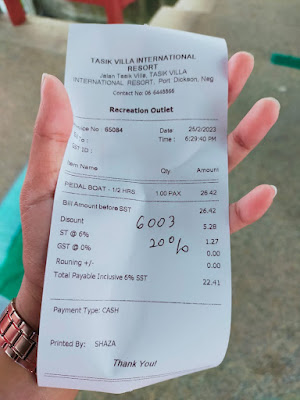 TASIK VILLA INTERNATIONAL
RESORT
Jalan Tasik Villa, TASIK VILLA
INTERNATIONAL RESORT, Port, Dickson, Neg
Contact No: 06 6448888
Recreation Outlet
Invoice No 65084 Date 25/2/2023
Time : 6:29:40 PM
Item Name Qty Amount
PEDAL BOAT - 1/2 HRS 1.00 PAX 26.42
Bill Amount before SST 26.42
Disount 6003 5.28
ST @ 6% 20% 1.27
GST @ 0% 0.00
Rouning +/- 0.00
Total Payable Inclusive 6% SST 22.41
Payment Type: CASH
Printed By: SHAZA
Thank You!